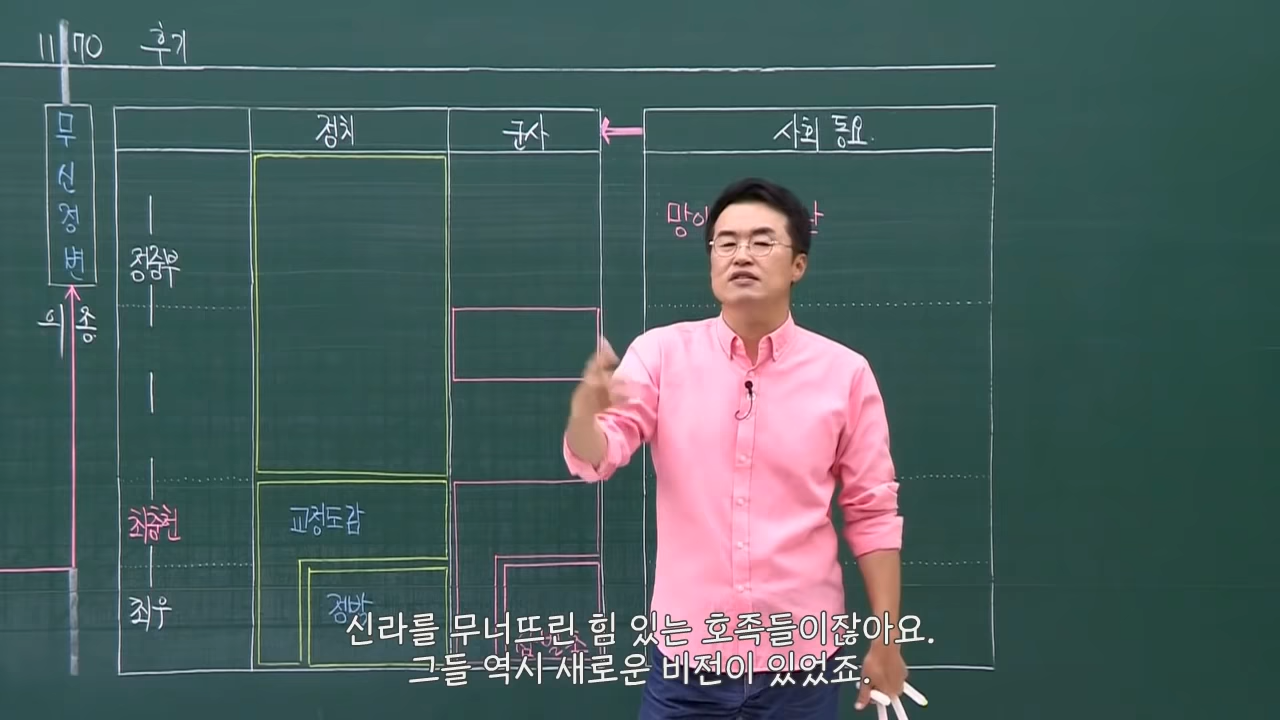 1170 후기
무신정변
의종
정치 군사 사회 동요
정중부
최충헌 교정도감
최우 정방
신라를 무너뜨린 힘 있는 호족들이잖아요.
그들 역시 새로운 비전이 있었죠.